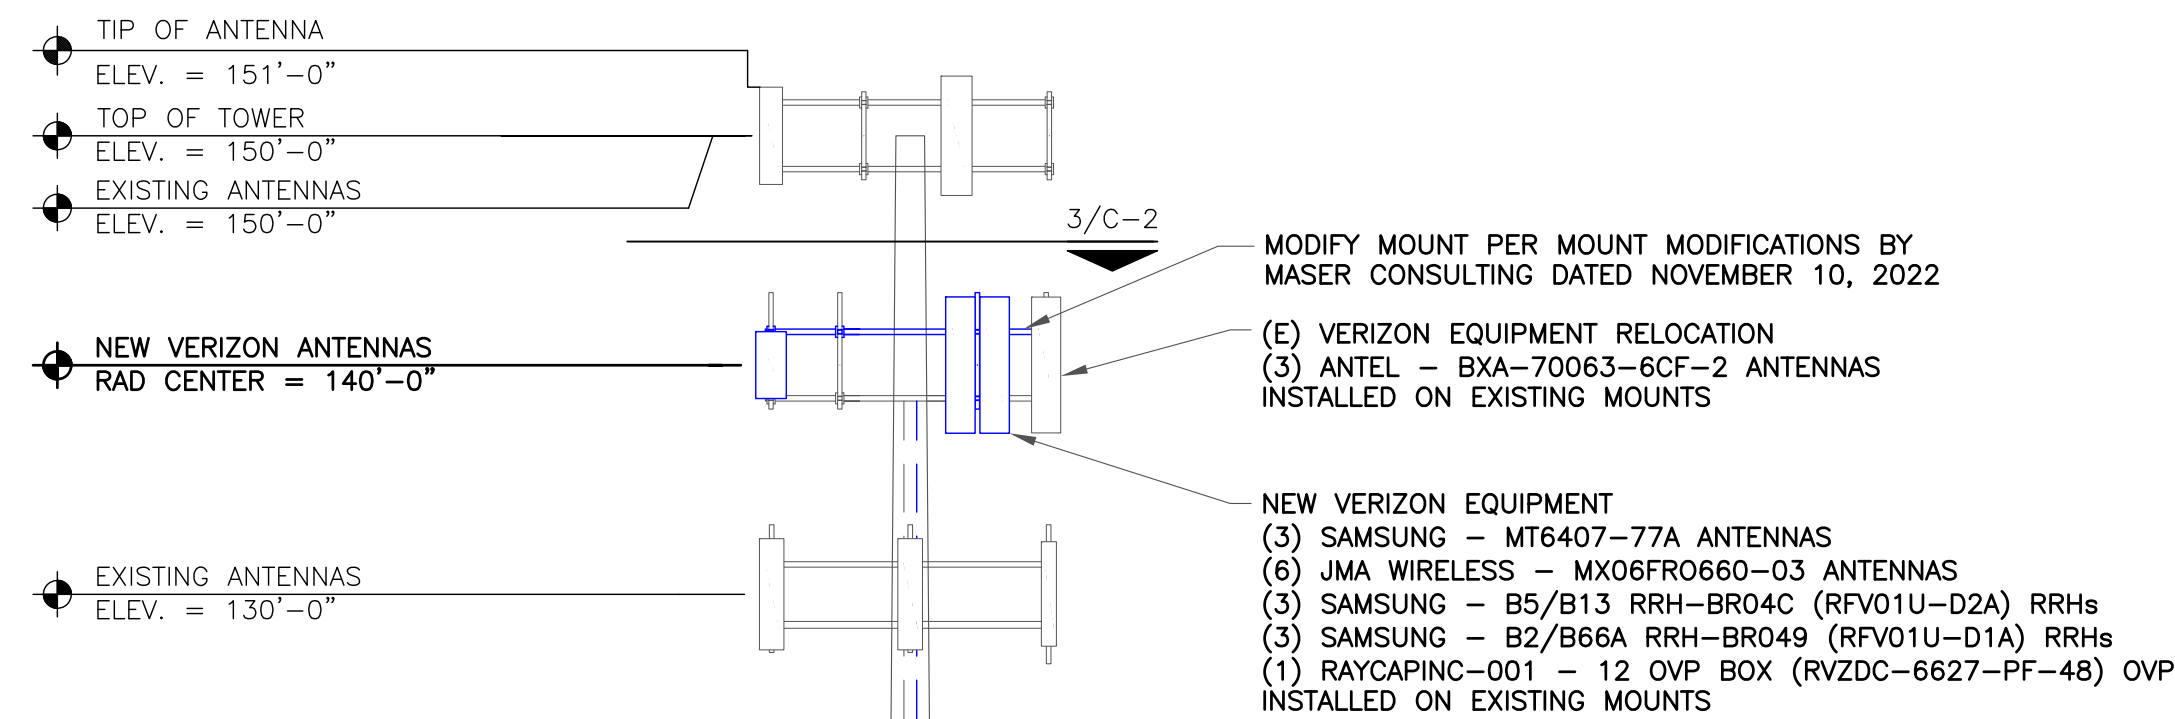 TIP OF ANTENNA
ELEV. = 151'-0"
TOP OF TOWER
ELEV. = 150'-0"
EXISTING ANTENNAS
ELEV. = 150'-0"
3/C-2
MODIFY MOUNT PER MOUNT MODIFICATIONS BY
MASER CONSULTING DATED NOVEMBER 10, 2022
(E) VERIZON EQUIPMENT RELOCATION
(3) ANTEL - BXA-70063-6CF-2 ANTENNAS
INSTALLED ON EXISTING MOUNTS
NEW VERIZON ANTENNAS
RAD CENTER = 140'-0"
NEW VERIZON EQUIPMENT
(3) SAMSUNG - MT6407-77A ANTENNAS
(6) JMA WIRELESS - MX06FRO660-03 ANTENNAS
(3) SAMSUNG - B5/B13 RRH-BR04C (RFV01U-D2A) RRHs
(3) SAMSUNG - B2/B66A RRH-BR049 (RFV01U-D1A) RRHs
(1) RAYCAPINC-001 - 12 OVP BOX (RVZDC-6627-PF-48) OVP
INSTALLED ON EXISTING MOUNTS
EXISTING ANTENNAS
ELEV. = 130'-0"